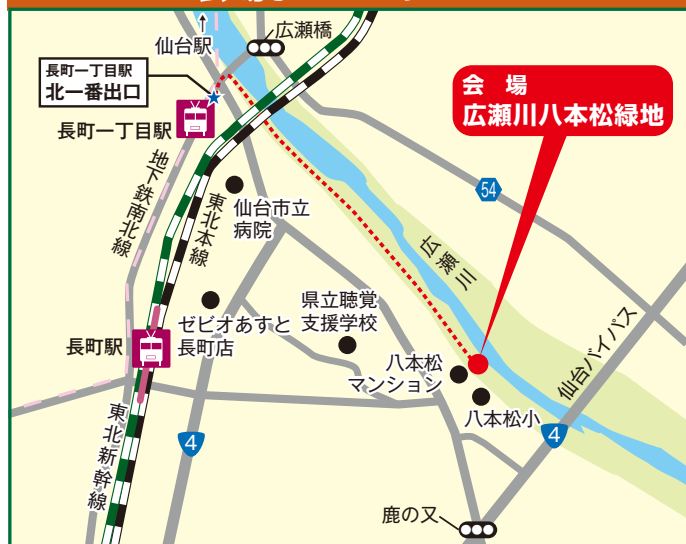 仙台駅
広瀬橋
長町一丁目駅
北一番出口
長町一丁目駅
会 場
広瀬川八本松緑地
地下鉄南北線
東北本線
仙台市立
病院
54
広瀬川
県立聴覚
支援学校
ゼビオあすと
長町店
長町駅
八本松
マンション
八本松小
仙台バイパス
東北新幹線
4
4
鹿の又